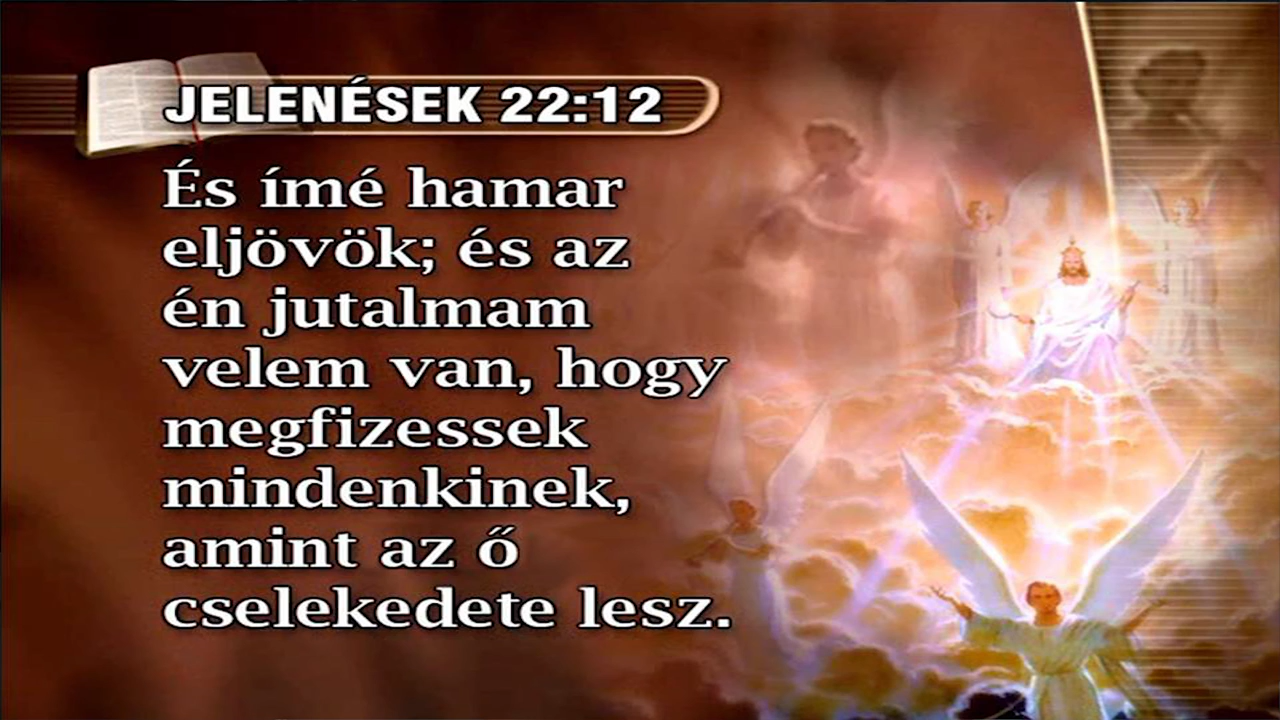 JELENÉSEK 22:12
És ímé hamar
eljövök; és az
én jutalmam
velem van, hogy
megfizessek
mindenkinek,
amint az ő
cselekedete lesz.